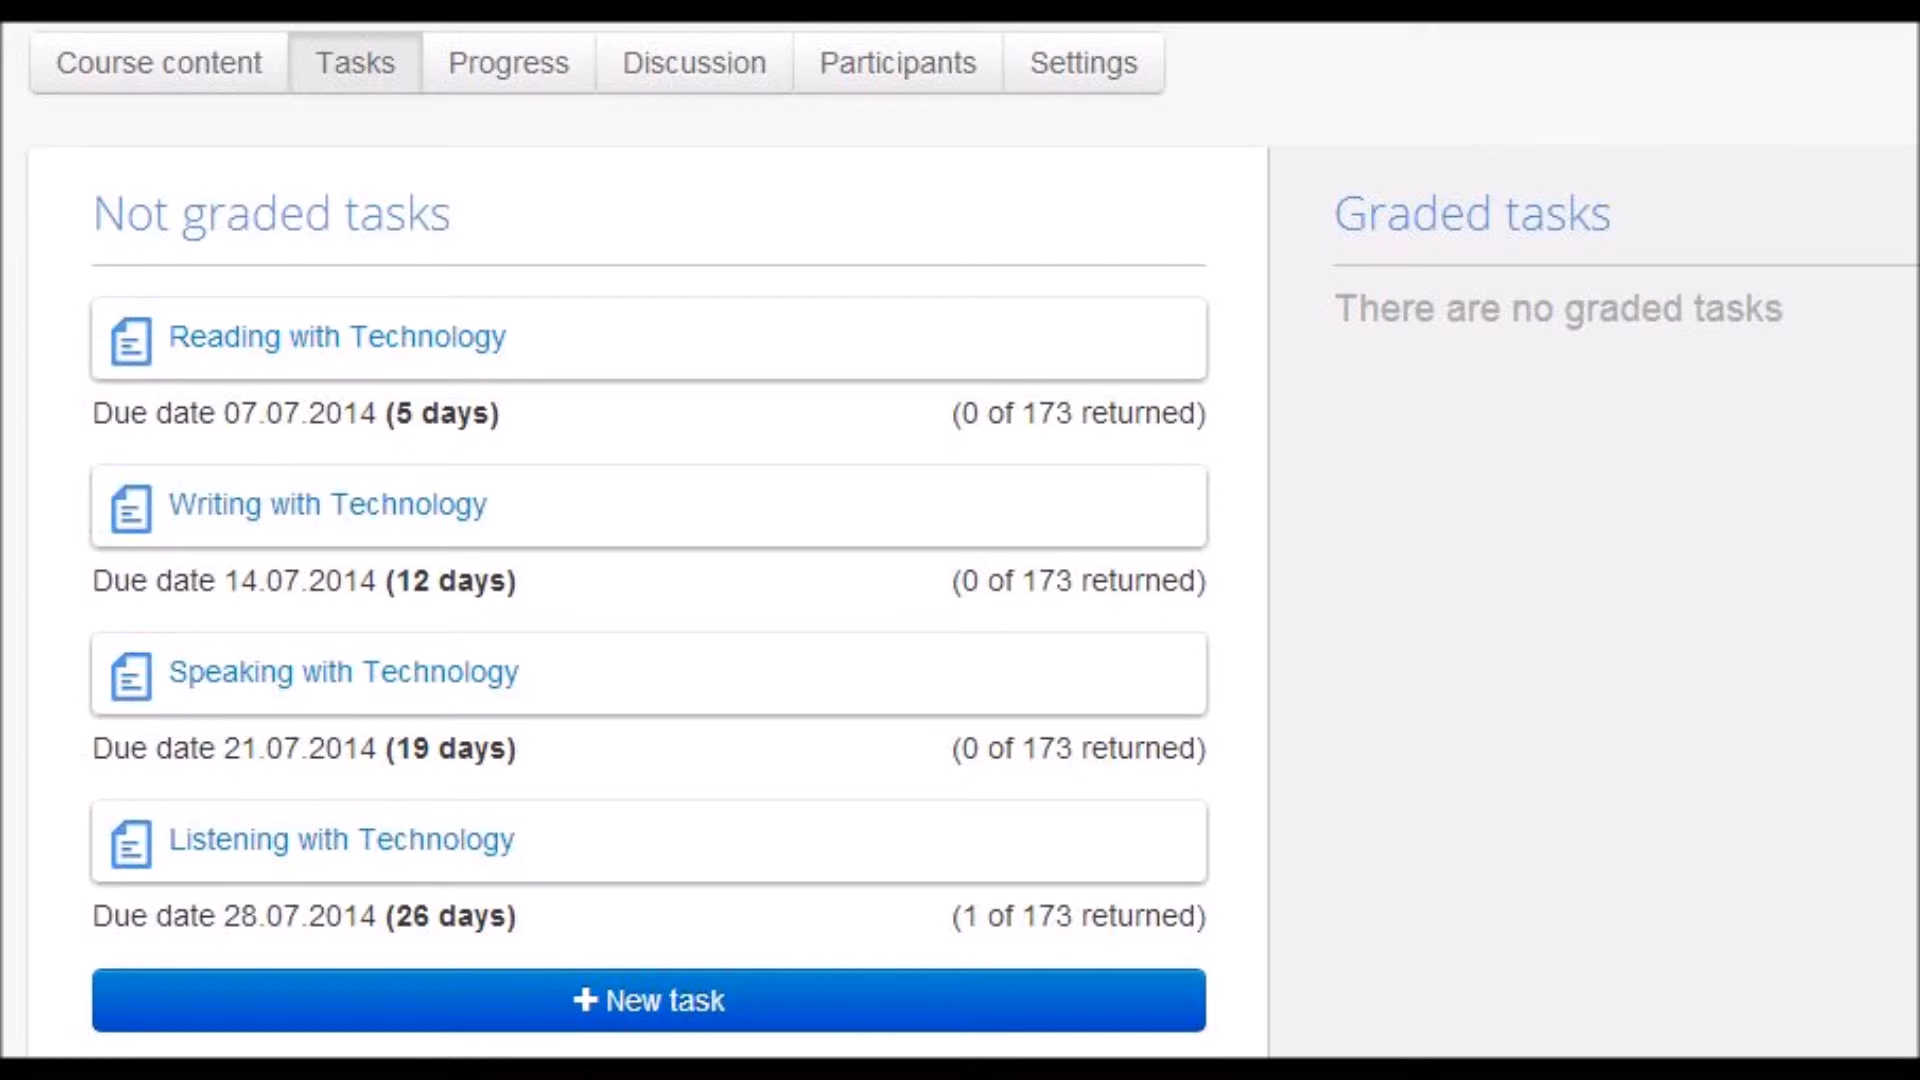 Course content Tasks Progress Discussion Participants Settings
Not graded tasks
Reading with Technology
Due date 07.07.2014 (5 days) (0 of 173 returned)
Writing with Technology
Due date 14.07.2014 (12 days) (0 of 173 returned)
Speaking with Technology
Due date 21.07.2014 (19 days) (0 of 173 returned)
Listening with Technology
Due date 28.07.2014 (26 days) (1 of 173 returned)
+ New task
Graded tasks
There are no graded tasks